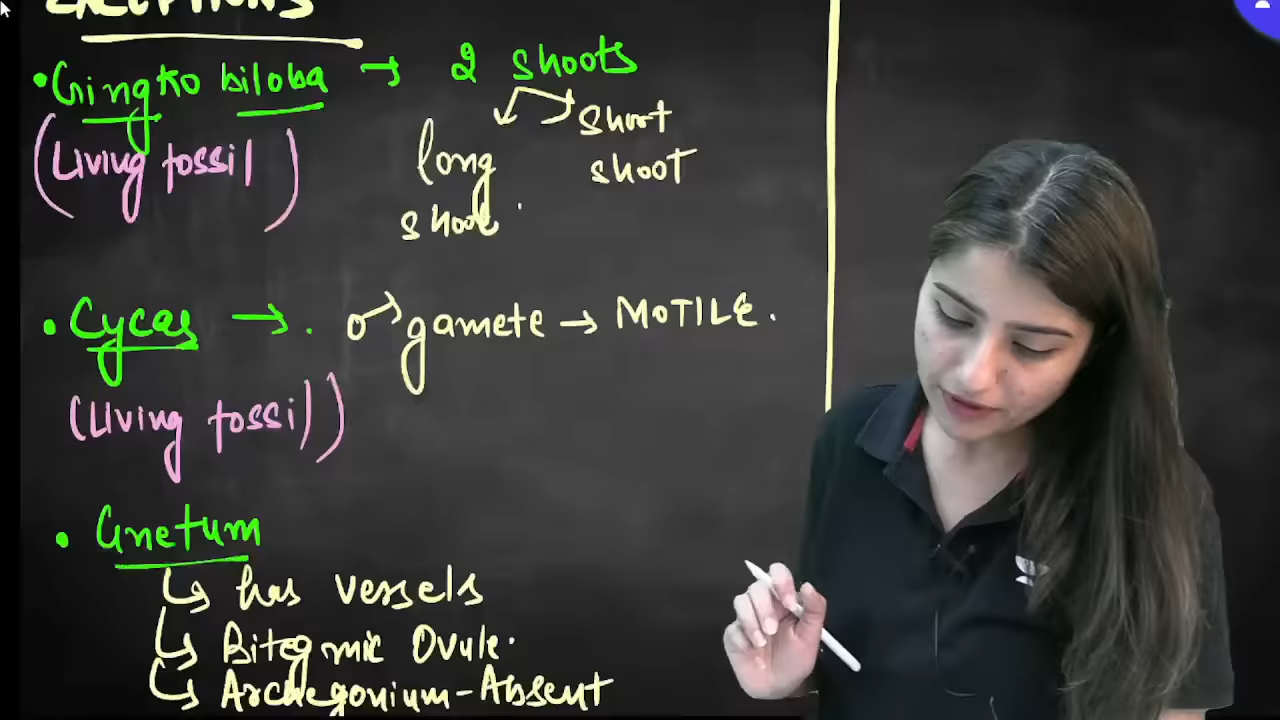 EXCEPTIONS
• Gingko biloba → 2 shoots
(Living fossil)
long shoot
short shoot
• Cycas → . ♂ gamete → MOTILE.
(Living fossil)
• Gnetum
↳ has vessels
↳ Bitegmic Ovule.
↳ Archegonium - Absent